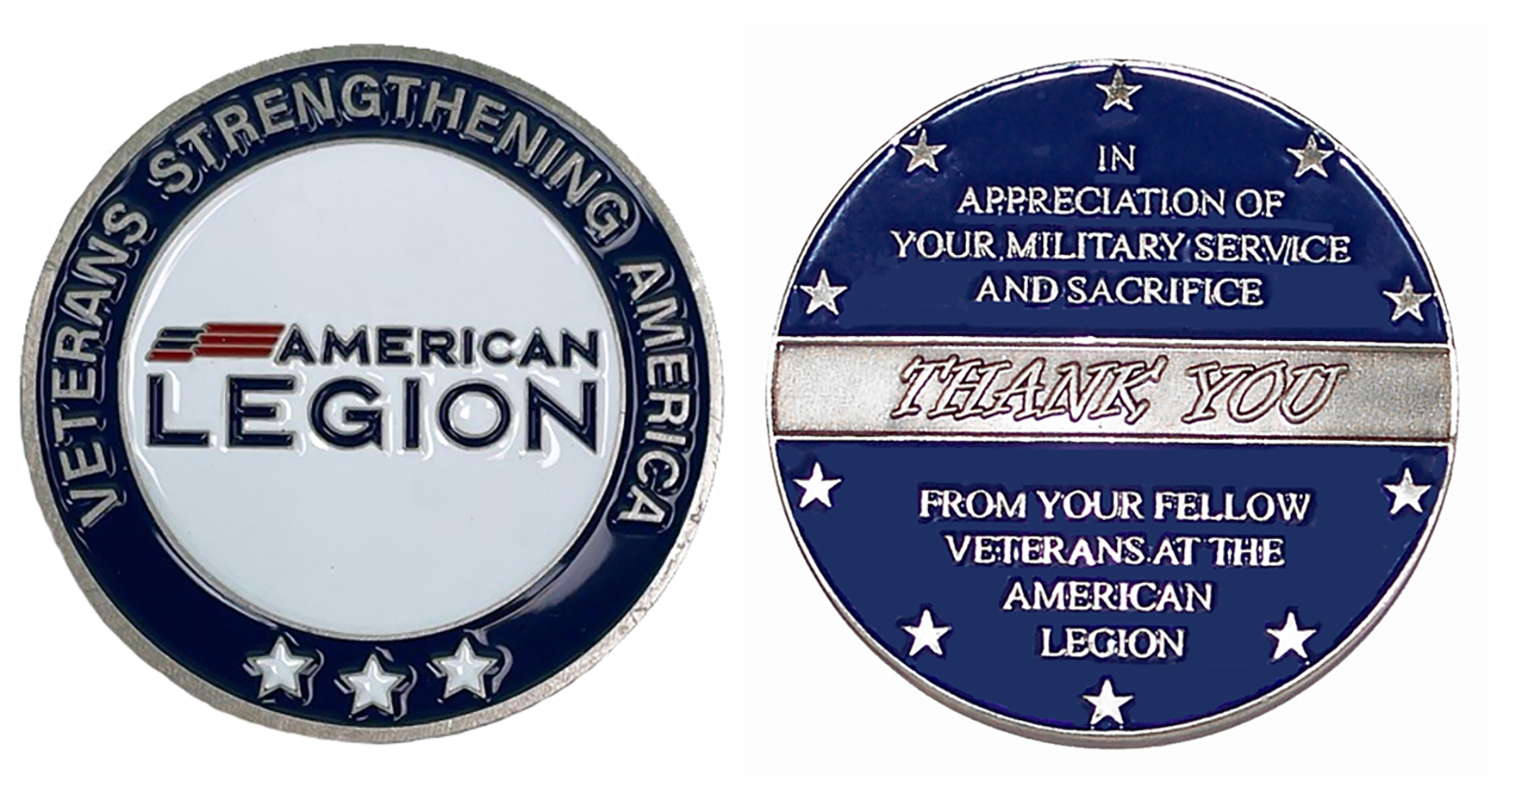 VETERANS STRENGTHENING AMERICA
AMERICAN
LEGION
IN
APPRECIATION OF
YOUR MILITARY SERVICE
AND SACRIFICE
THANK YOU
FROM YOUR FELLOW
VETERANS AT THE
AMERICAN
LEGION